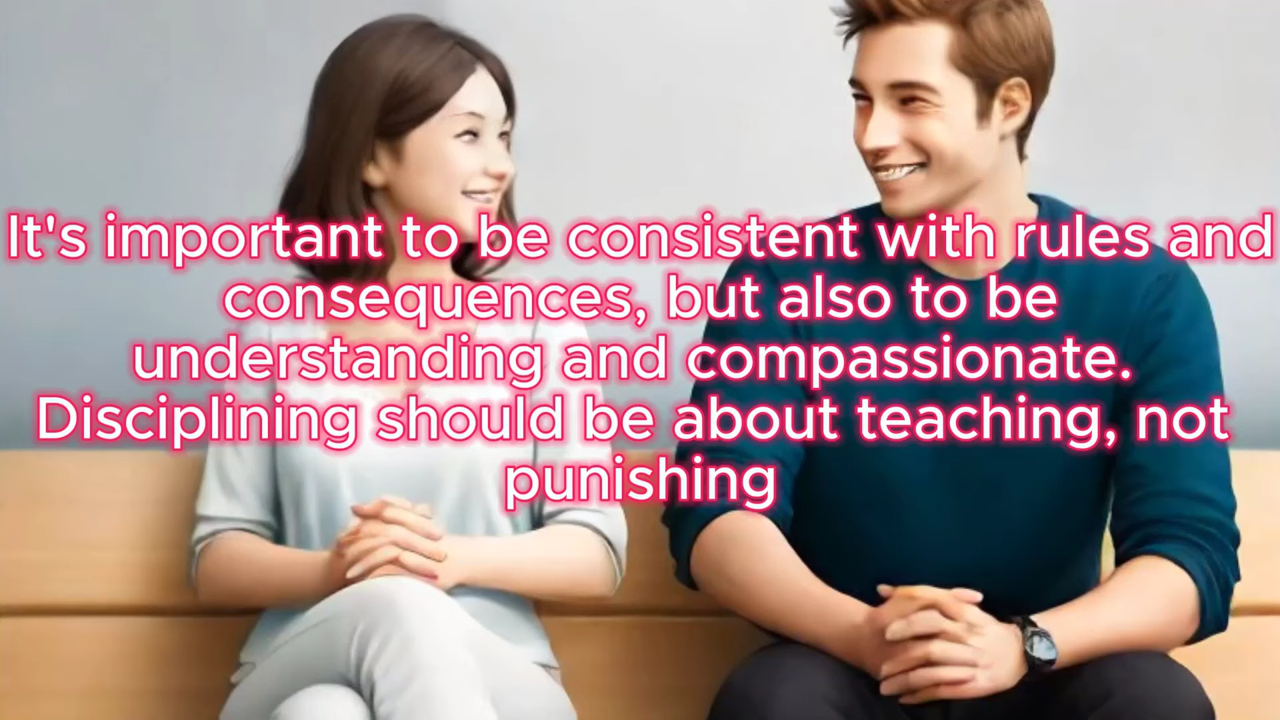 It's important to be consistent with rules and
consequences, but also to be
understanding and compassionate.
Disciplining should be about teaching, not
punishing